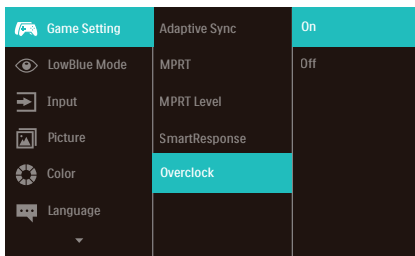 Game Setting
LowBlue Mode
Input
Picture
Color
Language
Adaptive Sync
MPRT
MPRT Level
SmartResponse
Overclock
On
Off